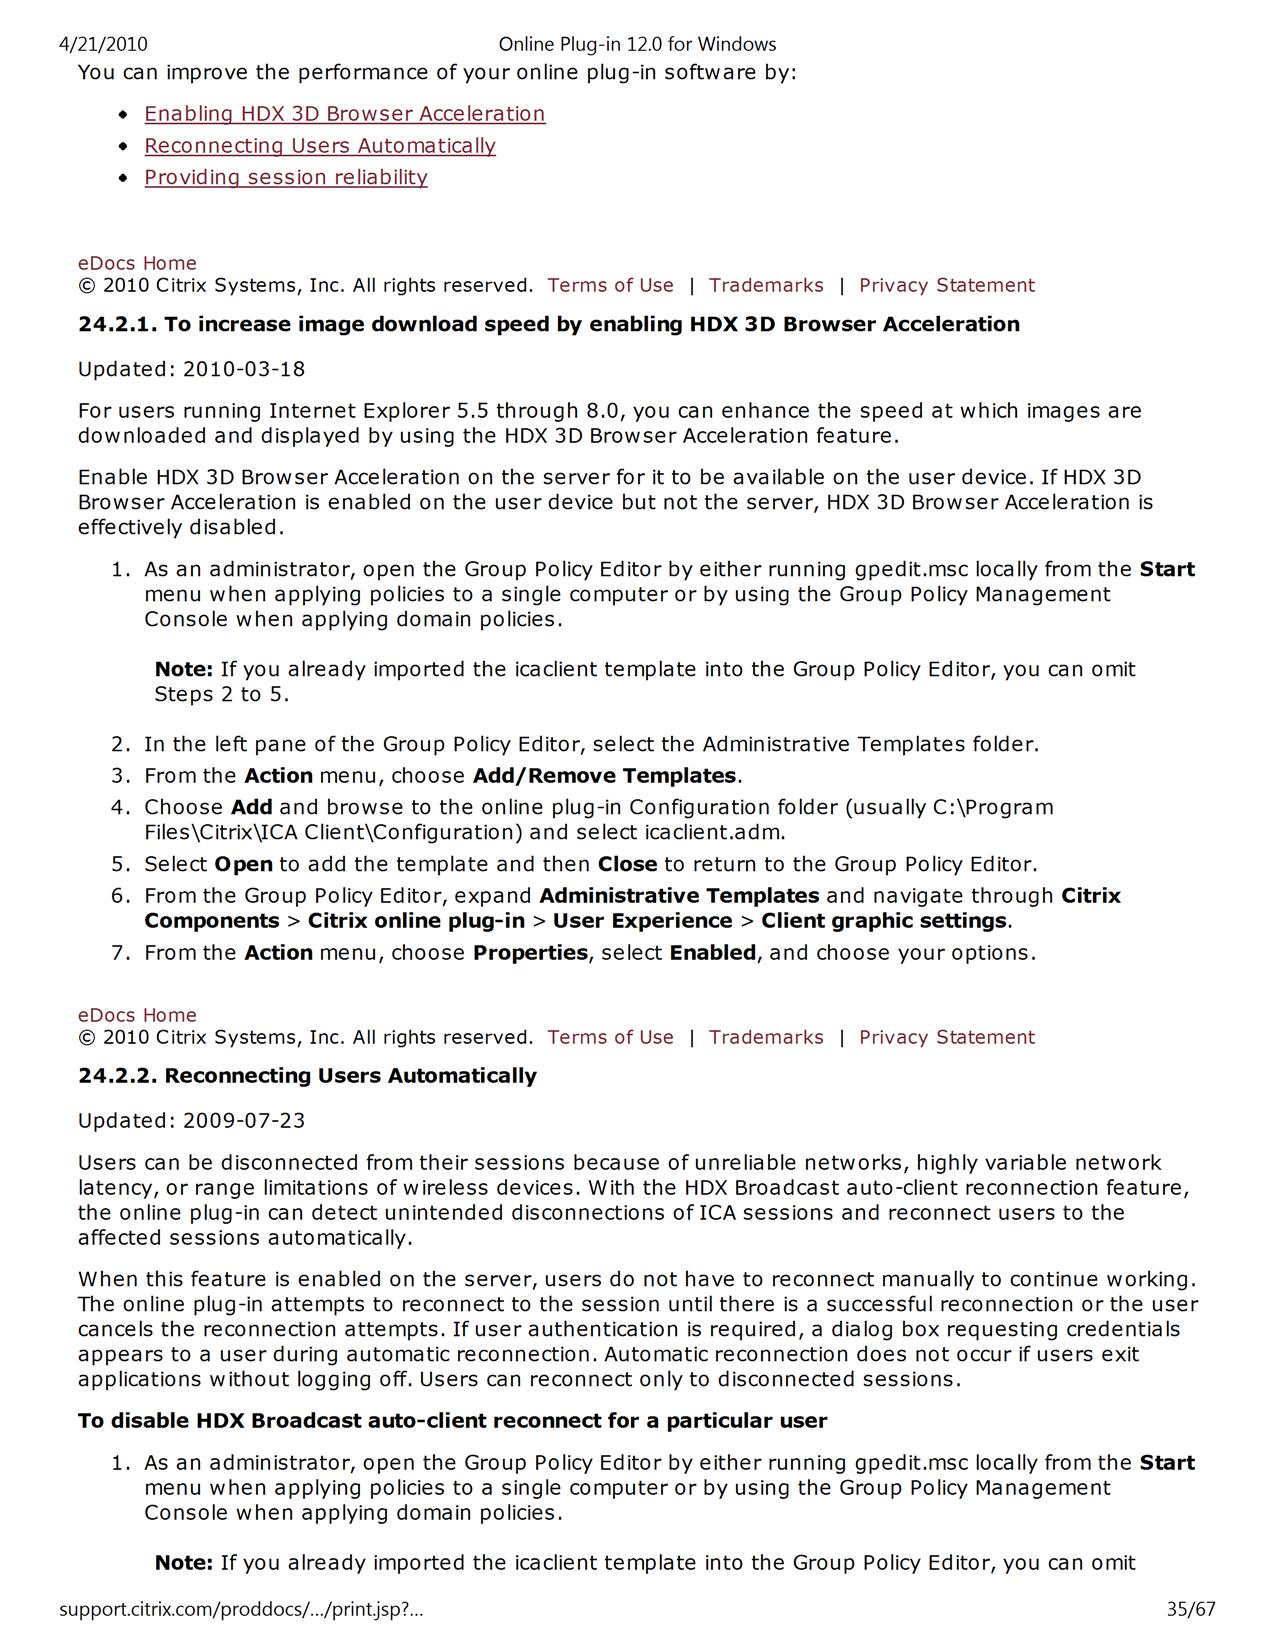 4/21/2010 Online Plug-in 12.0 for Windows
You can improve the performance of your online plug-in software by:
• Enabling HDX 3D Browser Acceleration
• Reconnecting Users Automatically
• Providing session reliability
eDocs Home
© 2010 Citrix Systems, Inc. All rights reserved. Terms of Use | Trademarks | Privacy Statement
24.2.1. To increase image download speed by enabling HDX 3D Browser Acceleration
Updated: 2010-03-18
For users running Internet Explorer 5.5 through 8.0, you can enhance the speed at which images are
downloaded and displayed by using the HDX 3D Browser Acceleration feature.
Enable HDX 3D Browser Acceleration on the server for it to be available on the user device. If HDX 3D
Browser Acceleration is enabled on the user device but not the server, HDX 3D Browser Acceleration is
effectively disabled.
1. As an administrator, open the Group Policy Editor by either running gpedit.msc locally from the Start
menu when applying policies to a single computer or by using the Group Policy Management
Console when applying domain policies.
Note: If you already imported the icaclient template into the Group Policy Editor, you can omit
Steps 2 to 5.
2. In the left pane of the Group Policy Editor, select the Administrative Templates folder.
3. From the Action menu, choose Add/Remove Templates.
4. Choose Add and browse to the online plug-in Configuration folder (usually C:\Program
Files\Citrix\ICA Client\Configuration) and select icaclient.adm.
5. Select Open to add the template and then Close to return to the Group Policy Editor.
6. From the Group Policy Editor, expand Administrative Templates and navigate through Citrix
Components > Citrix online plug-in > User Experience > Client graphic settings.
7. From the Action menu, choose Properties, select Enabled, and choose your options.
eDocs Home
© 2010 Citrix Systems, Inc. All rights reserved. Terms of Use | Trademarks | Privacy Statement
24.2.2. Reconnecting Users Automatically
Updated: 2009-07-23
Users can be disconnected from their sessions because of unreliable networks, highly variable network
latency, or range limitations of wireless devices. With the HDX Broadcast auto-client reconnection feature,
the online plug-in can detect unintended disconnections of ICA sessions and reconnect users to the
affected sessions automatically.
When this feature is enabled on the server, users do not have to reconnect manually to continue working.
The online plug-in attempts to reconnect to the session until there is a successful reconnection or the user
cancels the reconnection attempts. If user authentication is required, a dialog box requesting credentials
appears to a user during automatic reconnection. Automatic reconnection does not occur if users exit
applications without logging off. Users can reconnect only to disconnected sessions.
To disable HDX Broadcast auto-client reconnect for a particular user
1. As an administrator, open the Group Policy Editor by either running gpedit.msc locally from the Start
menu when applying policies to a single computer or by using the Group Policy Management
Console when applying domain policies.
Note: If you already imported the icaclient template into the Group Policy Editor, you can omit
support.citrix.com/proddocs/.../print.jsp?... 35/67